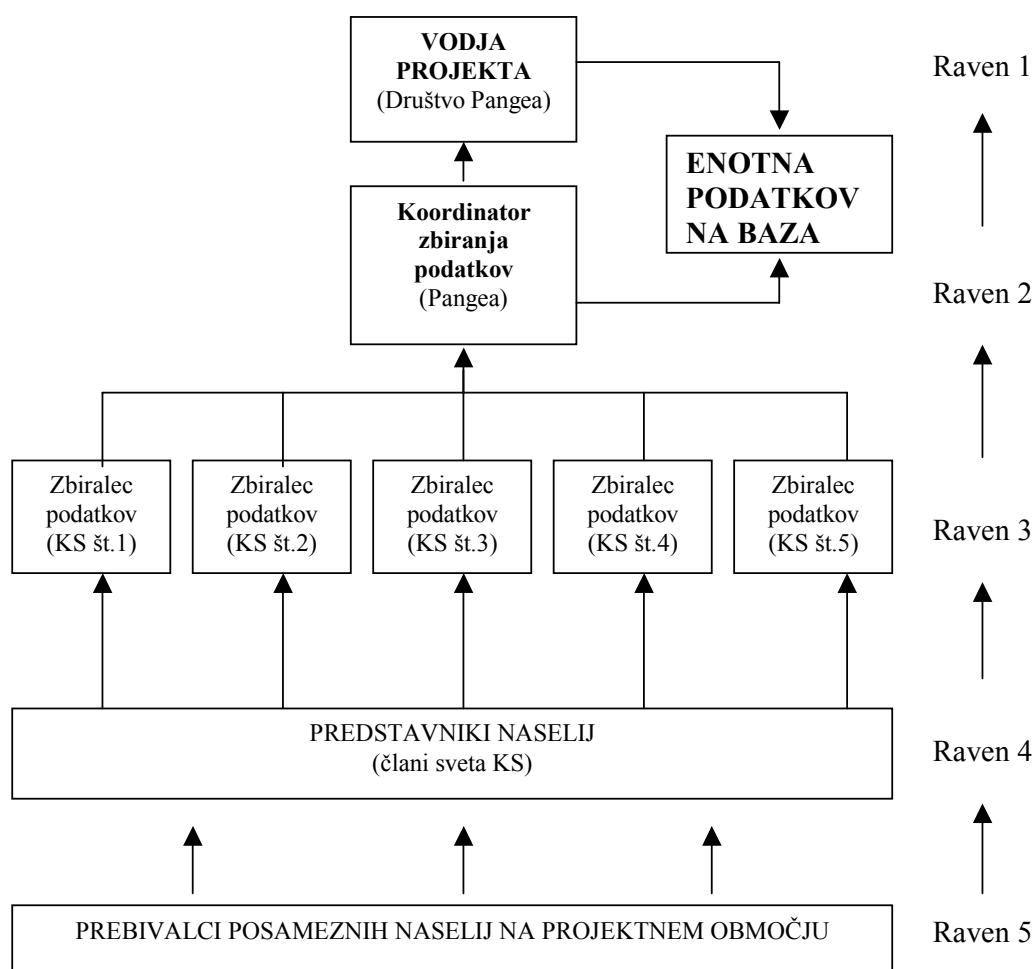 VODJA
PROJEKTA
(Društvo Pangea)
Raven 1
ENOTNA
PODATKOV
NA BAZA
Koordinator
zbiranja
podatkov
(Pangea)
Raven 2
Zbiralec
podatkov
(KS št.1)
Zbiralec
podatkov
(KS št.2)
Zbiralec
podatkov
(KS št.3)
Zbiralec
podatkov
(KS št.4)
Zbiralec
podatkov
(KS št.5)
Raven 3
PREDSTAVNIKI NASELIJ
(člani sveta KS)
Raven 4
PREBIVALCI POSAMEZNIH NASELIJ NA PROJEKTNEM OBMOČJU
Raven 5